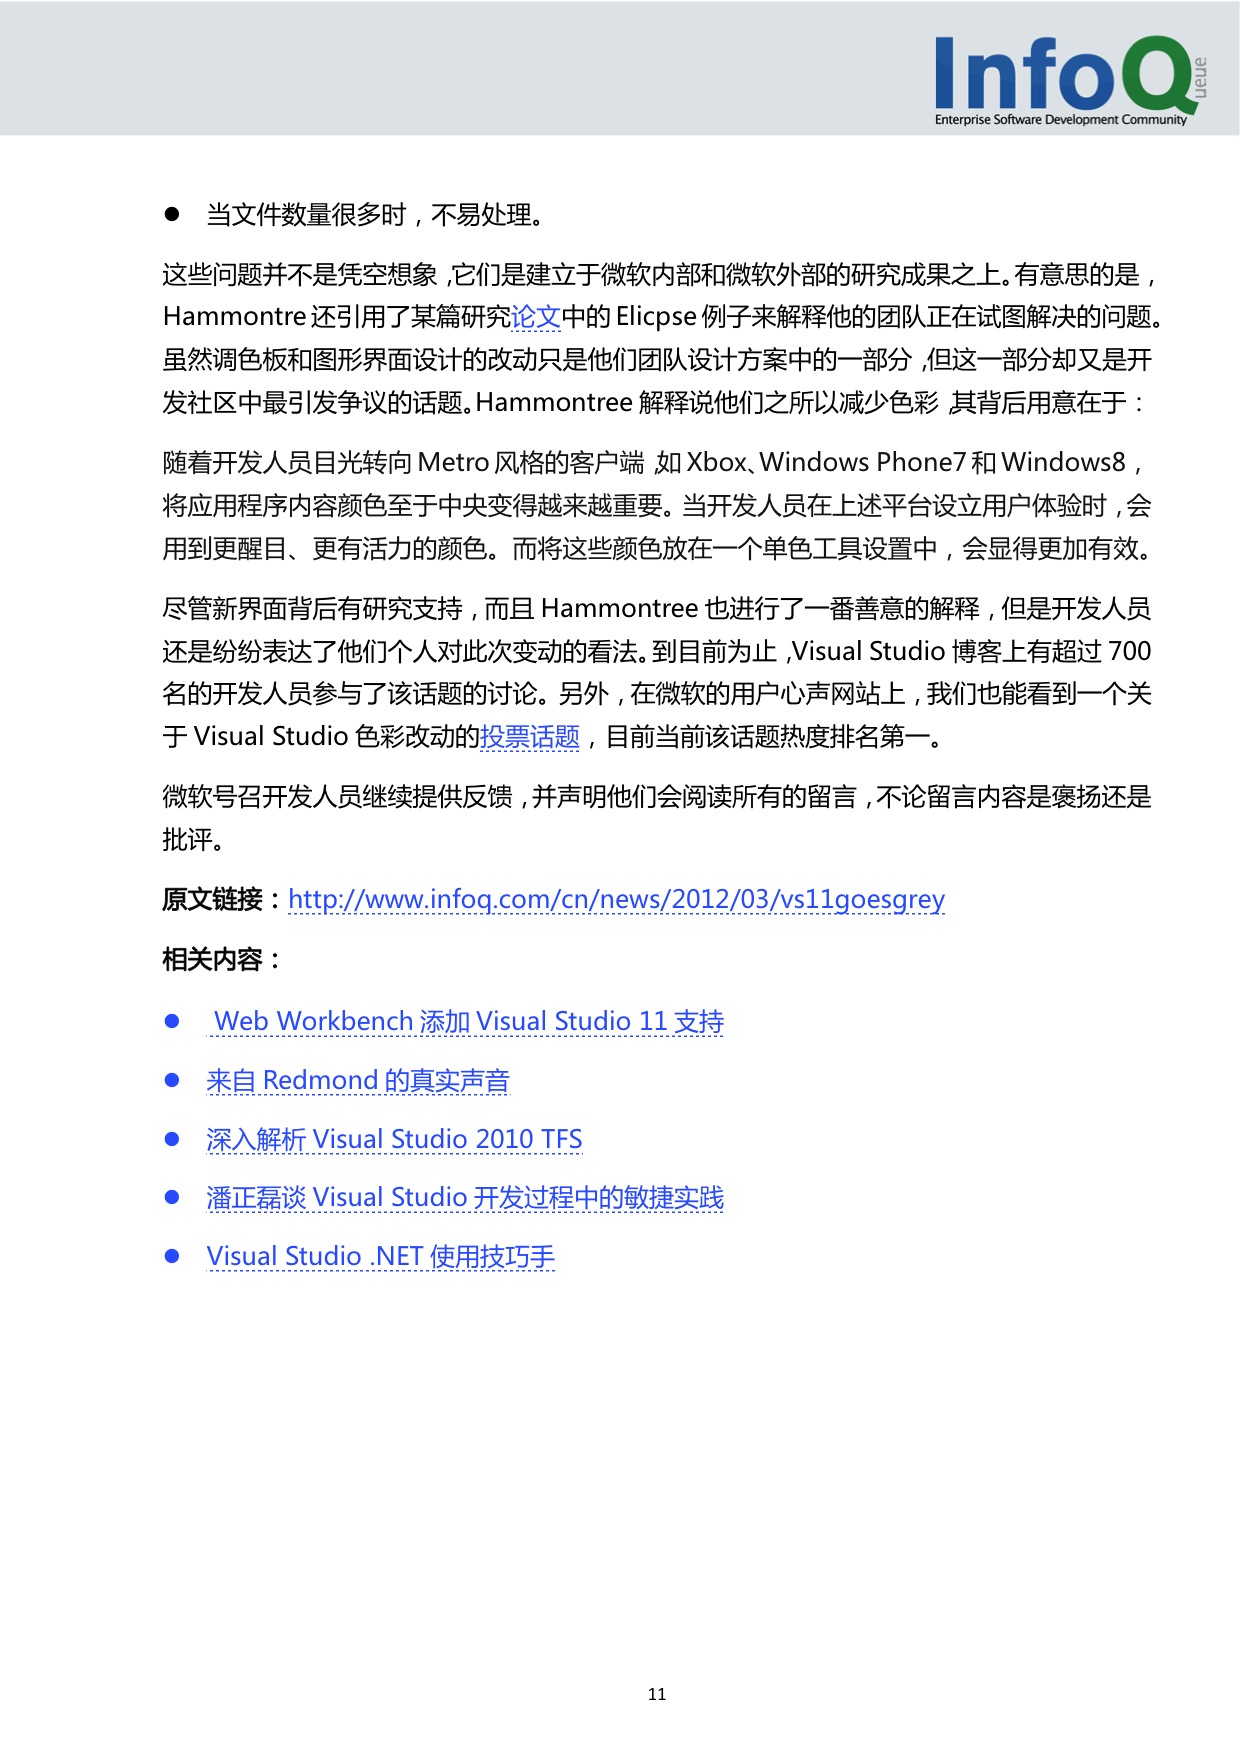 InfoQueue
Enterprise Software Development Community
● 当文件数量很多时，不易处理。
这些问题并不是凭空想象，它们是建立于微软内部和微软外部的研究成果之上。有意思的是，
Hammontre 还引用了某篇研究论文中的 Elicpse 例子来解释他的团队正在试图解决的问题。
虽然调色板和图形界面设计的改动只是他们团队设计方案中的一部分，但这一部分却又是开
发社区中最引发争议的话题。Hammontree 解释说他们之所以减少色彩，其背后用意在于：
随着开发人员目光转向 Metro 风格的客户端，如 Xbox、Windows Phone7 和 Windows8，
将应用程序内容颜色至于中央变得越来越重要。当开发人员在上述平台设立用户体验时，会
用到更醒目、更有活力的颜色。而将这些颜色放在一个单色工具设置中，会显得更加有效。
尽管新界面背后有研究支持，而且 Hammontree 也进行了一番善意的解释，但是开发人员
还是纷纷表达了他们个人对此次变动的看法。到目前为止，Visual Studio 博客上有超过 700
名的开发人员参与了该话题的讨论。另外，在微软的用户心声网站上，我们也能看到一个关
于 Visual Studio 色彩改动的投票话题，目前当前该话题热度排名第一。
微软号召开发人员继续提供反馈，并声明他们会阅读所有的留言，不论留言内容是褒扬还是
批评。
原文链接：http://www.infoq.com/cn/news/2012/03/vs11goesgrey
相关内容：
● Web Workbench 添加 Visual Studio 11 支持
● 来自 Redmond 的真实声音
● 深入解析 Visual Studio 2010 TFS
● 潘正磊谈 Visual Studio 开发过程中的敏捷实践
● Visual Studio .NET 使用技巧手
11